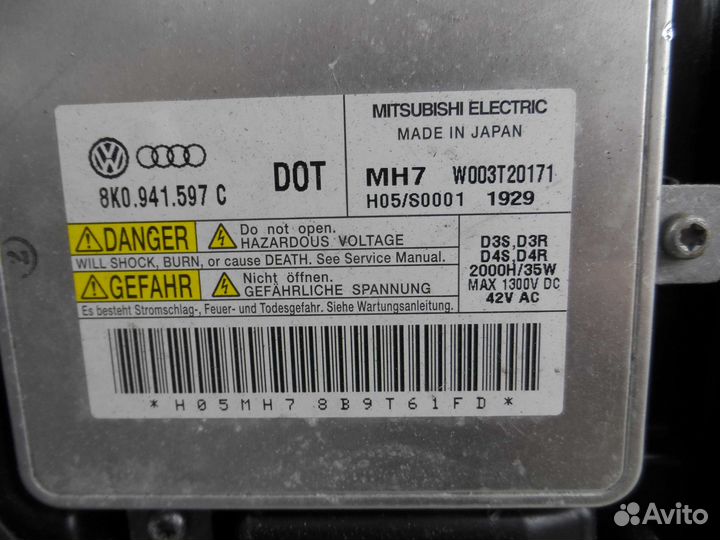 MITSUBISHI ELECTRIC
MADE IN JAPAN
8K0.941.597 C
DOT
MH7 W003T20171
H05/S0001 1929
DANGER
Do not open.
HAZARDOUS VOLTAGE
WILL SHOCK, BURN, or cause DEATH. See Service Manual.
GEFAHR
Nicht öffnen.
GEFÄHRLICHE SPANNUNG
Es besteht Stromschlag-, Feuer- und Todesgefahr. Siehe Wartungsanleitung.
D3S,D3R
D4S,D4R
2000H/35W
MAX 1300V DC
42V AC
*H05MH78B9T61FD*
2
Avito